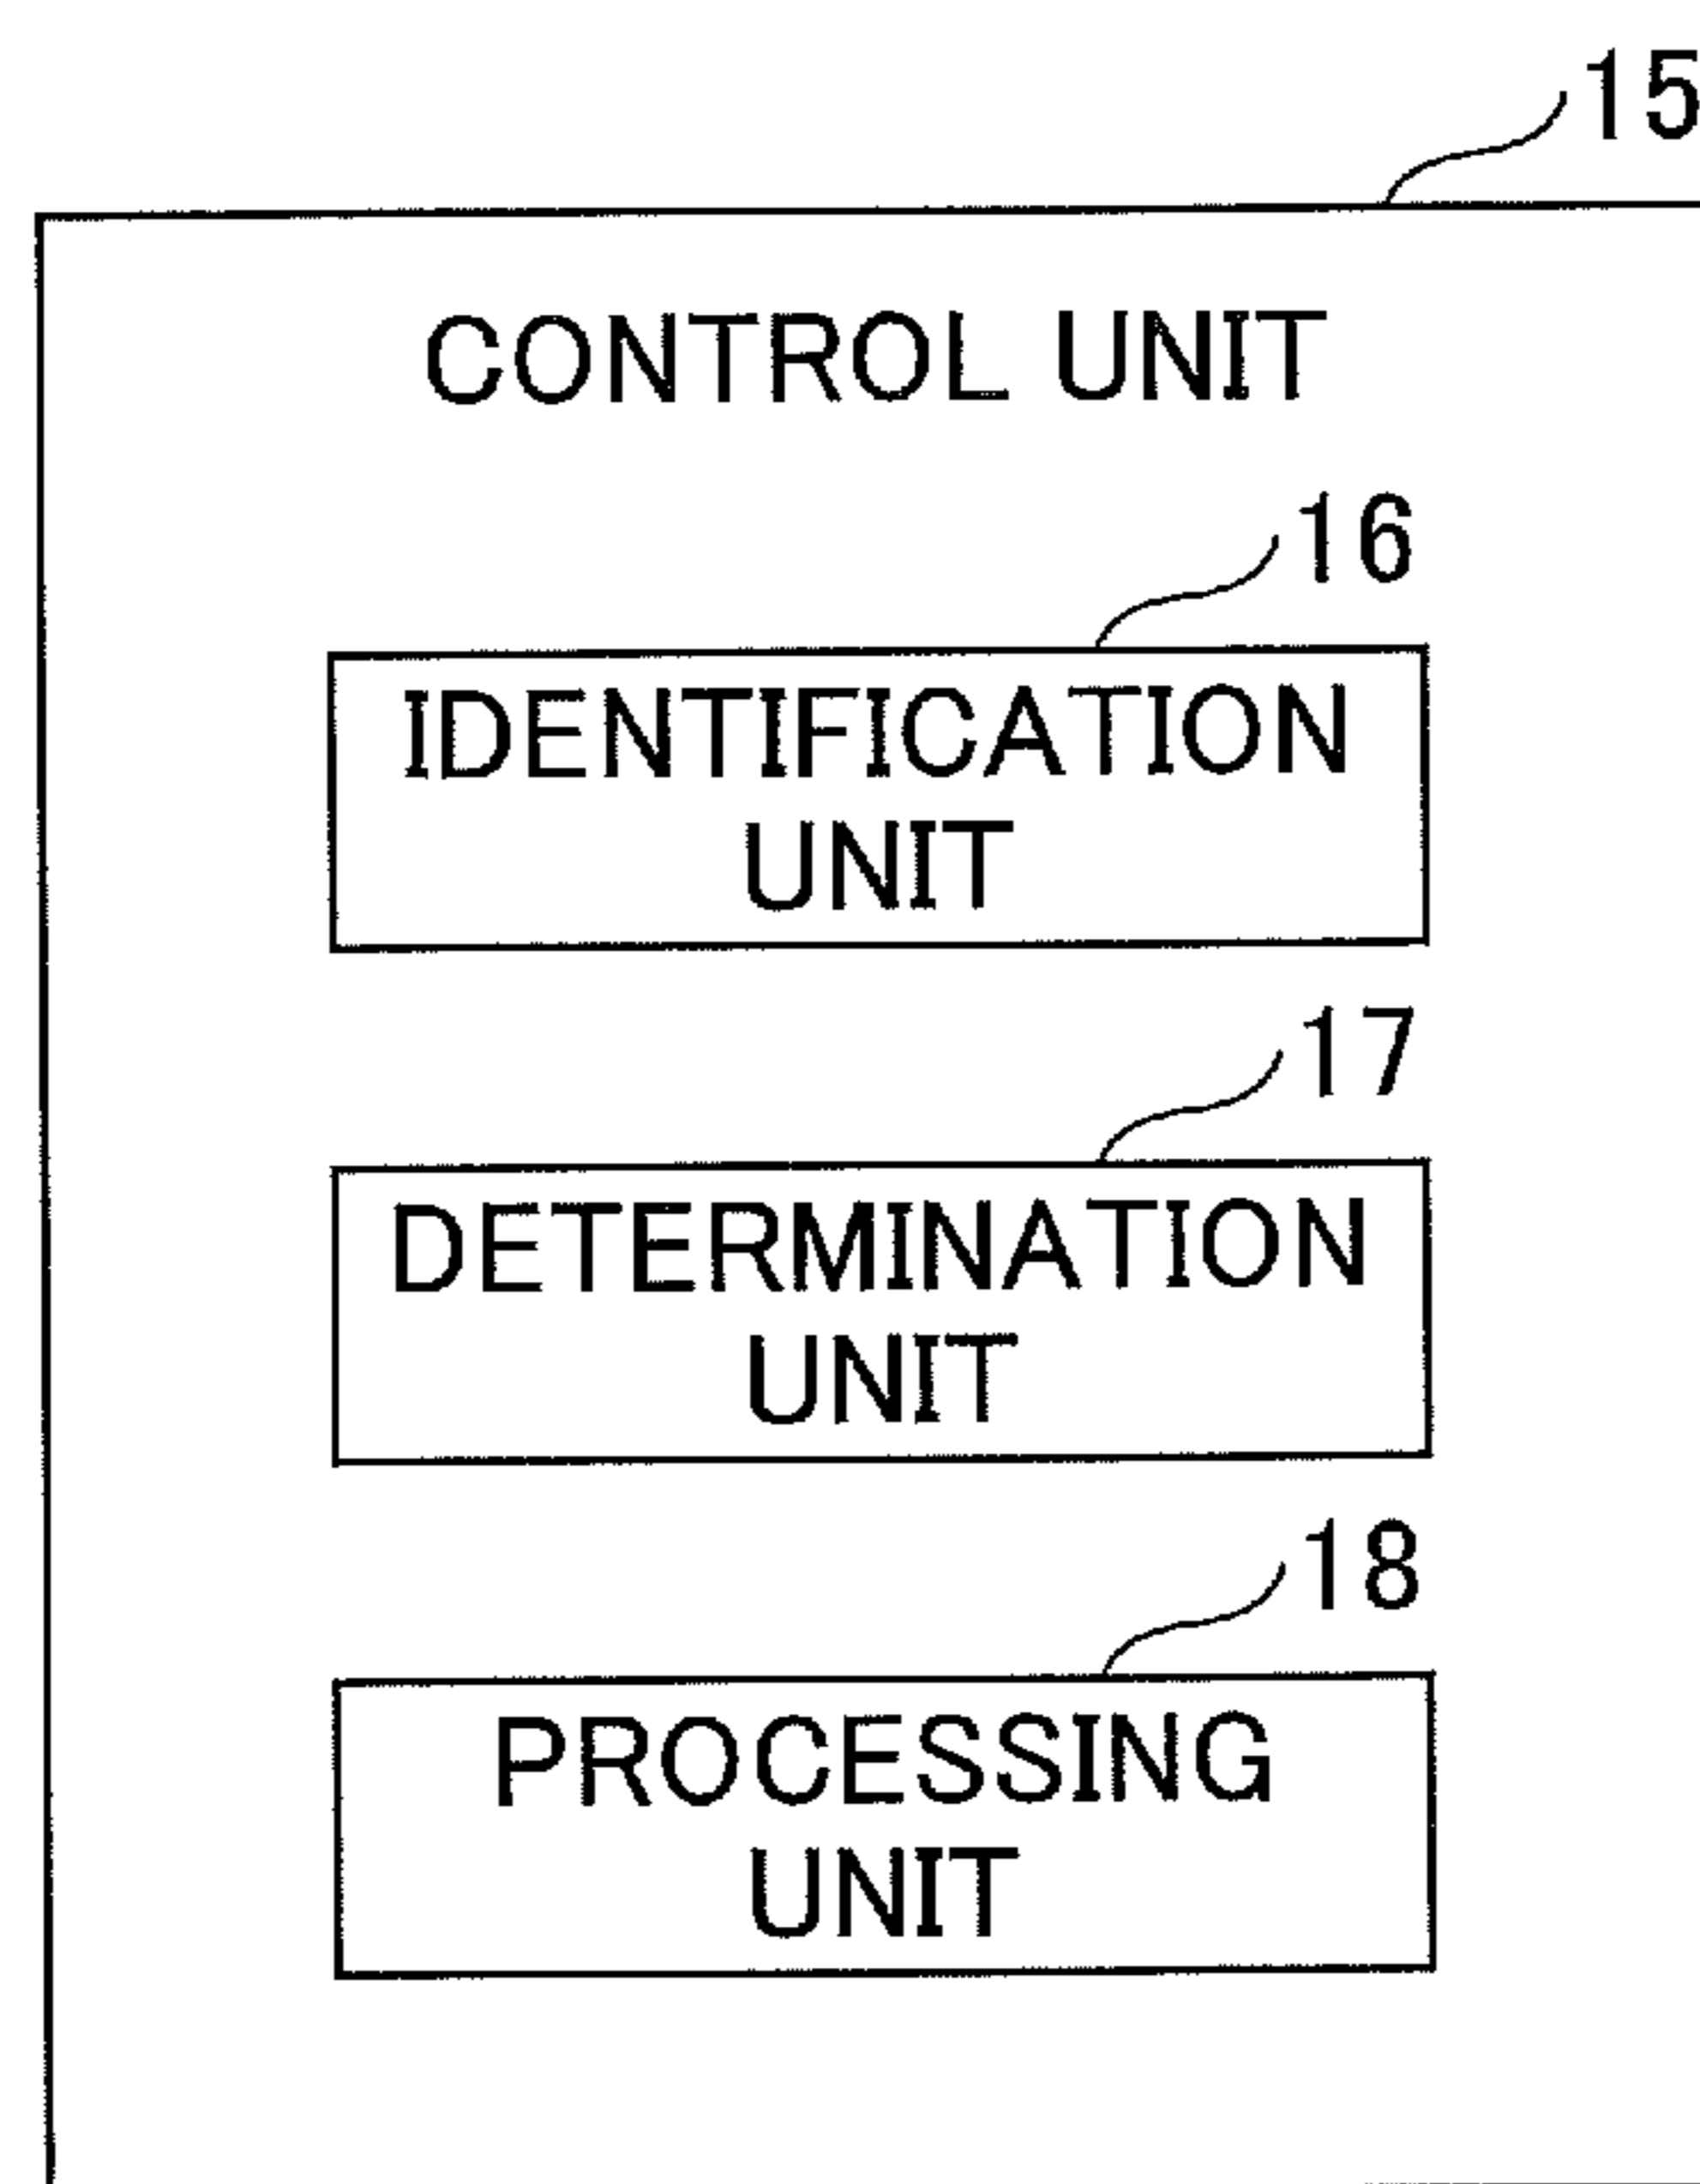 15
CONTROL UNIT
16
IDENTIFICATION
UNIT
17
DETERMINATION
UNIT
18
PROCESSING
UNIT